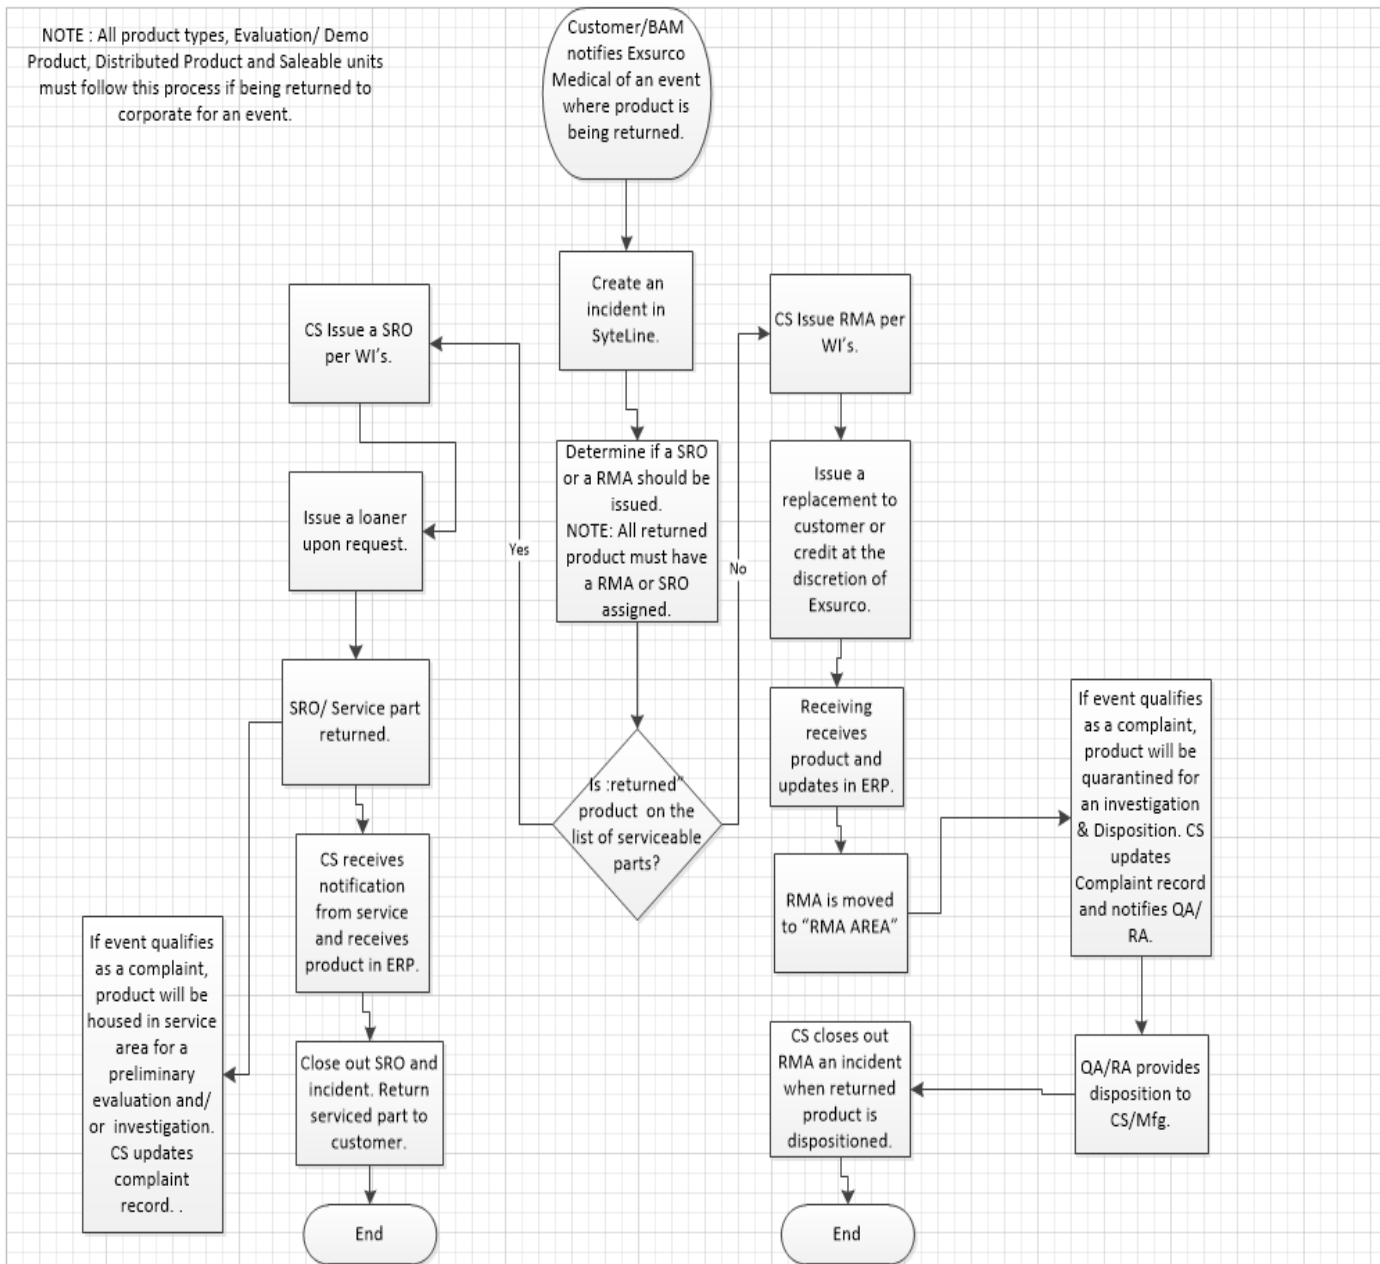 NOTE : All product types, Evaluation/ Demo
Product, Distributed Product and Saleable units
must follow this process if being returned to
corporate for an event.
Customer/BAM
notifies Exsurco
Medical of an event
where product is
being returned.
Create an
incident in
SyteLine.
Determine if a SRO
or a RMA should be
issued.
NOTE: All returned
product must have
a RMA or SRO
assigned.
Is :returned"
product on the
list of serviceable
parts?
Yes
No
CS Issue a SRO
per WI's.
Issue a loaner
upon request.
SRO/ Service part
returned.
CS receives
notification
from service
and receives
product in ERP.
Close out SRO and
incident. Return
serviced part to
customer.
End
If event qualifies
as a complaint,
product will be
housed in service
area for a
preliminary
evaluation and/
or investigation.
CS updates
complaint
record. .
CS Issue RMA per
WI's.
Issue a
replacement to
customer or
credit at the
discretion of
Exsurco.
Receiving
receives
product and
updates in ERP.
RMA is moved
to “RMA AREA”
If event qualifies
as a complaint,
product will be
quarantined for
an investigation
& Disposition. CS
updates
Complaint record
and notifies QA/
RA.
QA/RA provides
disposition to
CS/Mfg.
CS closes out
RMA an incident
when returned
product is
dispositioned.
End